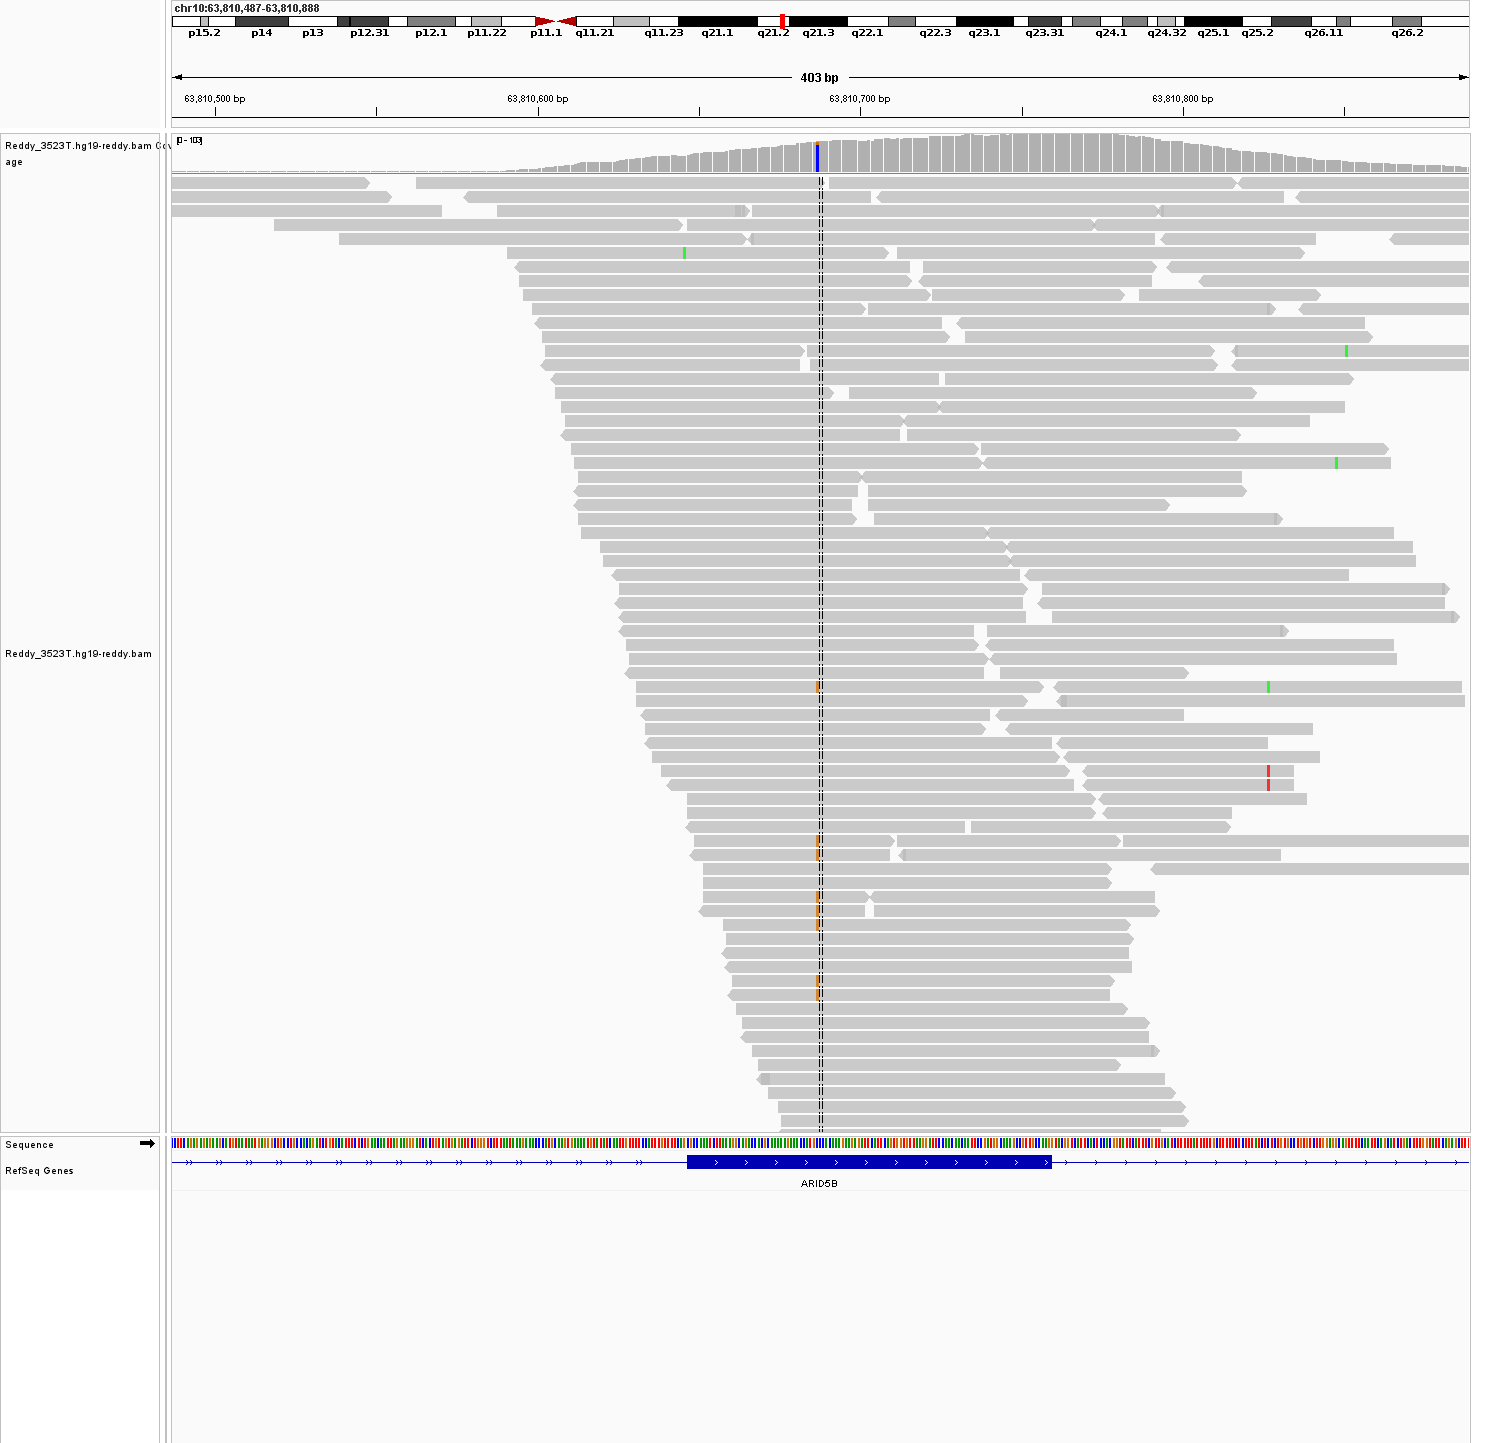 chr10:63,810,487-63,810,888
p15.2 p14 p13 p12.31 p12.1 p11.22 p11.1 q11.21 q11.23 q21.1 q21.2 q21.3 q22.1 q22.3 q23.1 q23.31 q24.1 q24.32 q25.1 q25.2 q26.11 q26.2
403 bp
63,810,500 bp 63,810,600 bp 63,810,700 bp 63,810,800 bp
Reddy_3523T.hg19-reddy.bam Cov
age
[0 - 103]
Reddy_3523T.hg19-reddy.bam
Sequence
RefSeq Genes
ARID5B